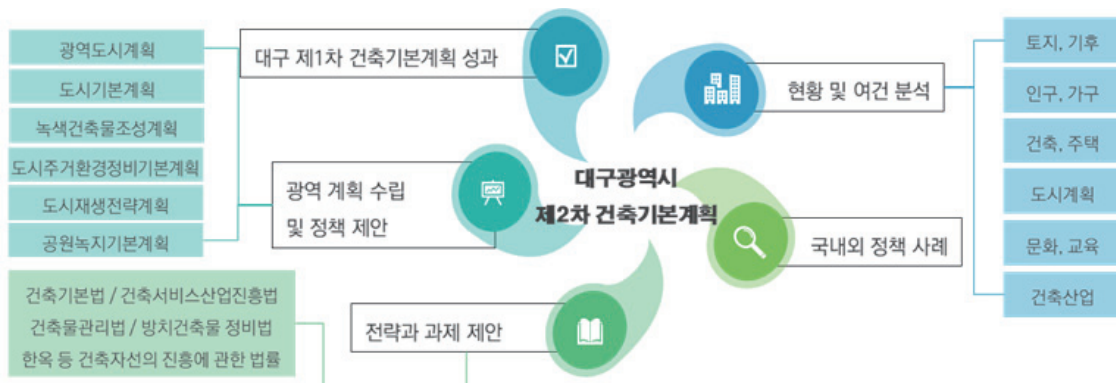 광역도시계획
도시기본계획
녹색건축물조성계획
도시주거환경정비기본계획
도시재생전략계획
공원녹지기본계획
건축기본법 / 건축서비스산업진흥법
건축물관리법 / 방치건축물 정비법
한옥 등 건축자선의 진흥에 관한 법률
대구 제1차 건축기본계획 성과
광역 계획 수립
및 정책 제안
전략과 과제 제안
대구광역시
제2차 건축기본계획
현황 및 여건 분석
국내외 정책 사례
토지, 기후
인구, 가구
건축, 주택
도시계획
문화, 교육
건축산업